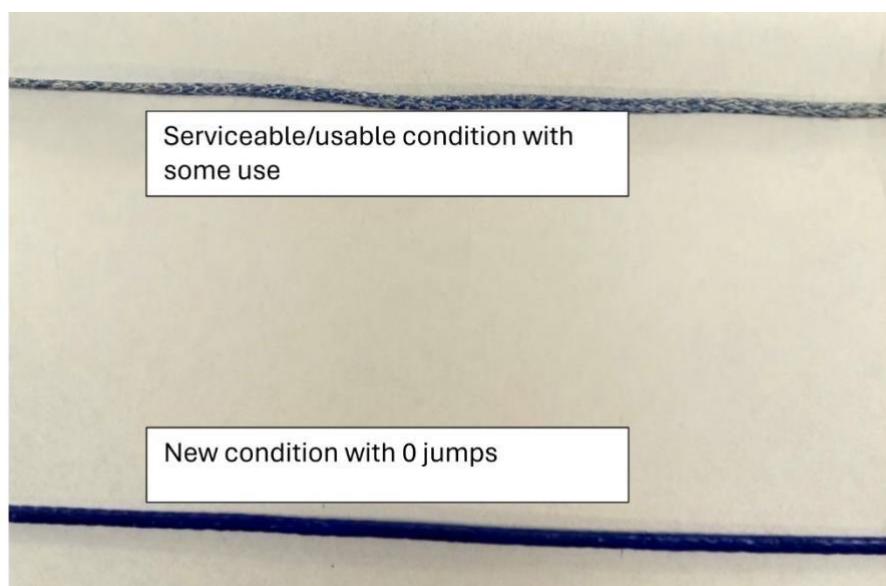 Serviceable/usable condition with
some use
New condition with 0 jumps